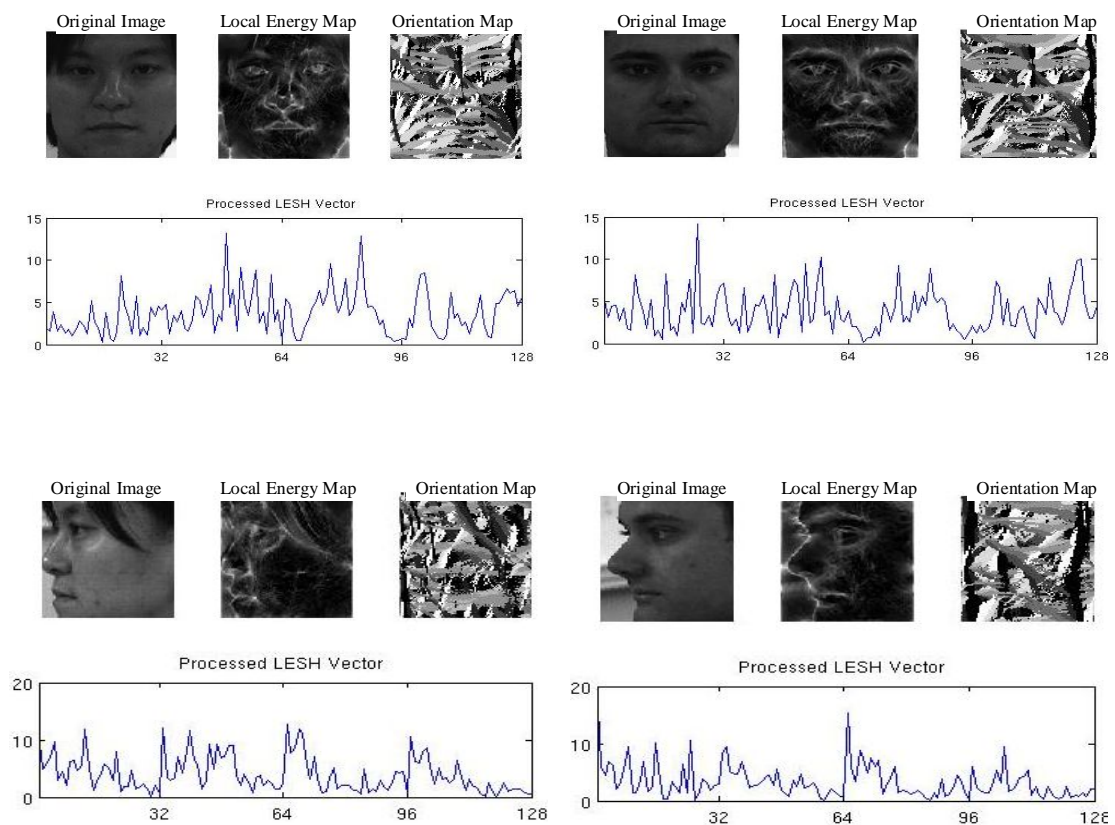 Original Image Local Energy Map Orientation Map
Original Image Local Energy Map Orientation Map
Processed LESH Vector
15
10
5
0
32 64 96 128
Processed LESH Vector
15
10
5
0
32 64 96 128
Original Image Local Energy Map Orientation Map
Original Image Local Energy Map Orientation Map
Processed LESH Vector
20
10
0
32 64 96 128
Processed LESH Vector
20
10
0
32 64 96 128